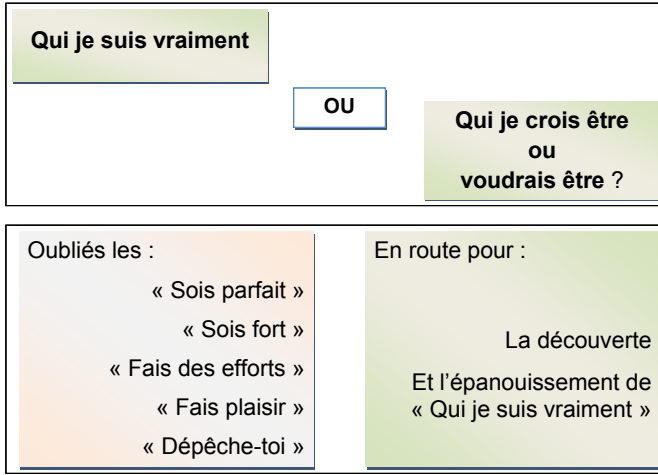 Qui je suis vraiment
OU
Qui je crois être
ou
voudrais être ?
Oubliés les :
« Sois parfait »
« Sois fort »
« Fais des efforts »
« Fais plaisir »
« Dépêche-toi »
En route pour :
La découverte
Et l’épanouissement de
« Qui je suis vraiment »